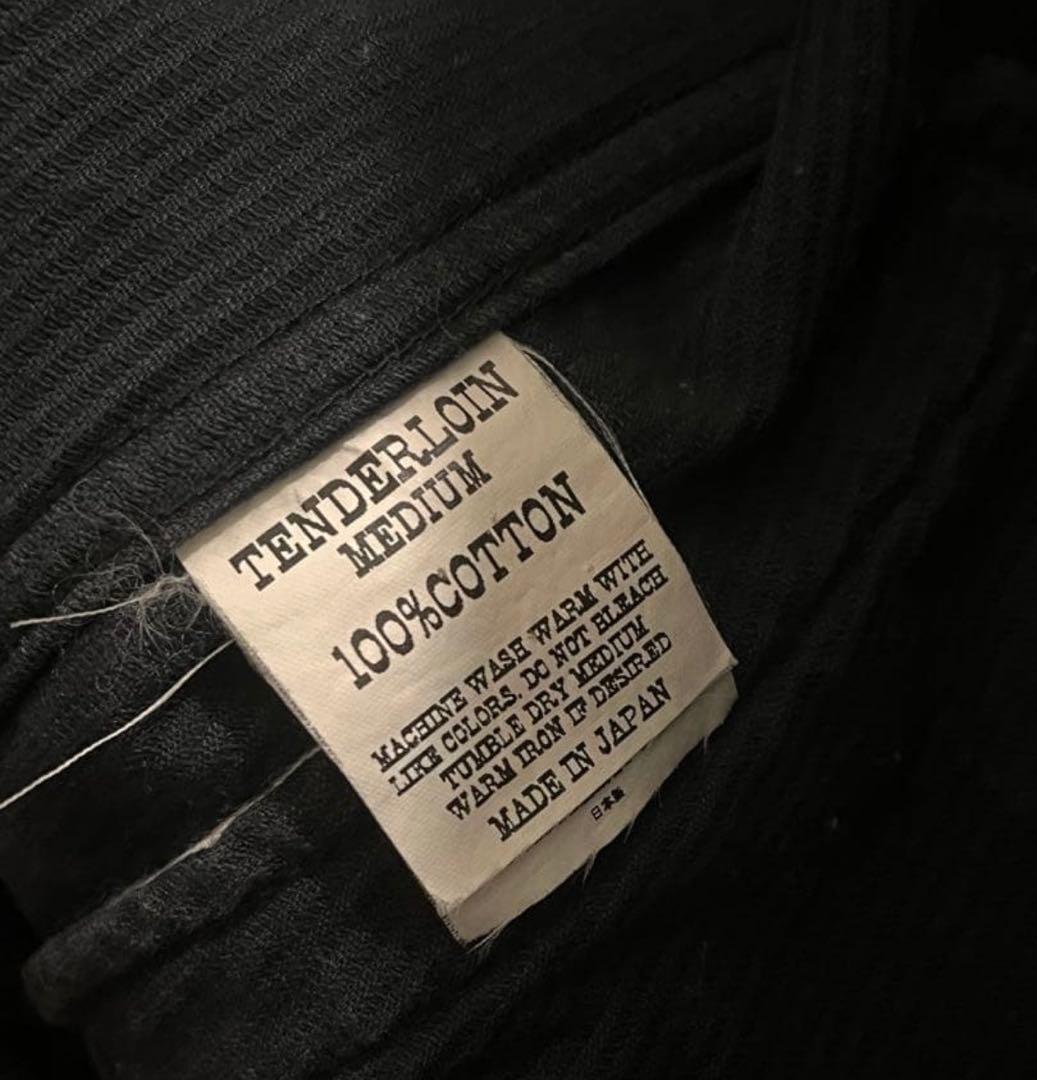 TENDERLOIN
MEDIUM
100%COTTON
MACHINE WASH WARM WITH
LIKE COLORS. DO NOT BLEACH
TUMBLE DRY MEDIUM
WARM IRON IF DESIRED
MADE IN JAPAN
日本製